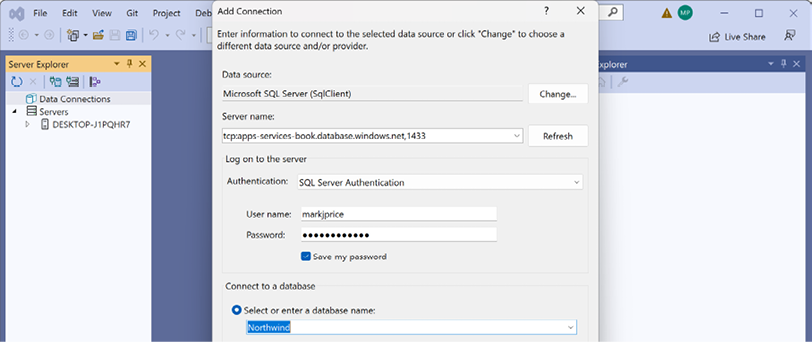 File Edit View Git Project
Add Connection
?
MP
Live Share
Server Explorer
Data Connections
Servers
DESKTOP-J1PQHR7
Enter information to connect to the selected data source or click "Change" to choose a
different data source and/or provider.
Data source:
Microsoft SQL Server (SqlClient)
Change...
Server name:
tcp:apps-services-book.database.windows.net,1433
Refresh
Log on to the server
Authentication:
SQL Server Authentication
User name:
markjprice
Password:
●●●●●●●●●●●●
Save my password
Connect to a database
Select or enter a database name:
Northwind
Explorer